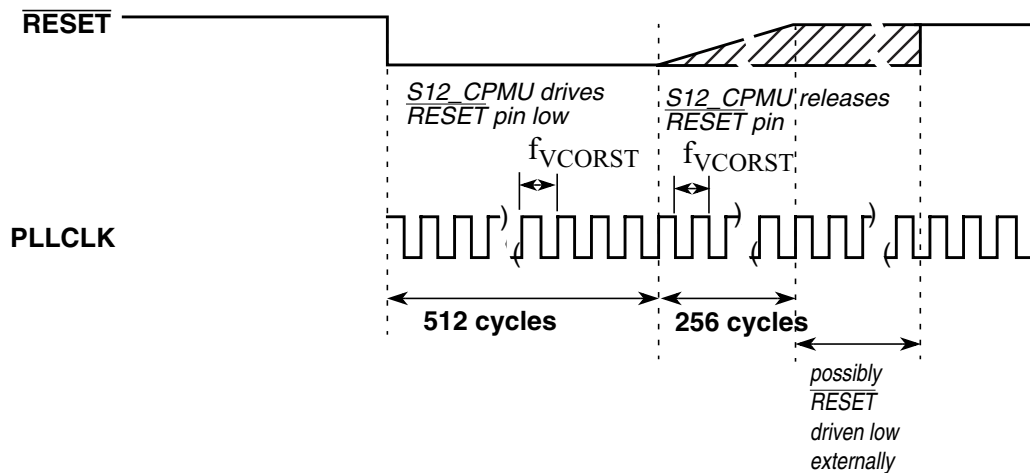 RESET
S12_CPMU drives
RESET pin low
S12_CPMU releases
RESET pin
fVCORST
fVCORST
PLLCLK
512 cycles
256 cycles
possibly
RESET
driven low
externally